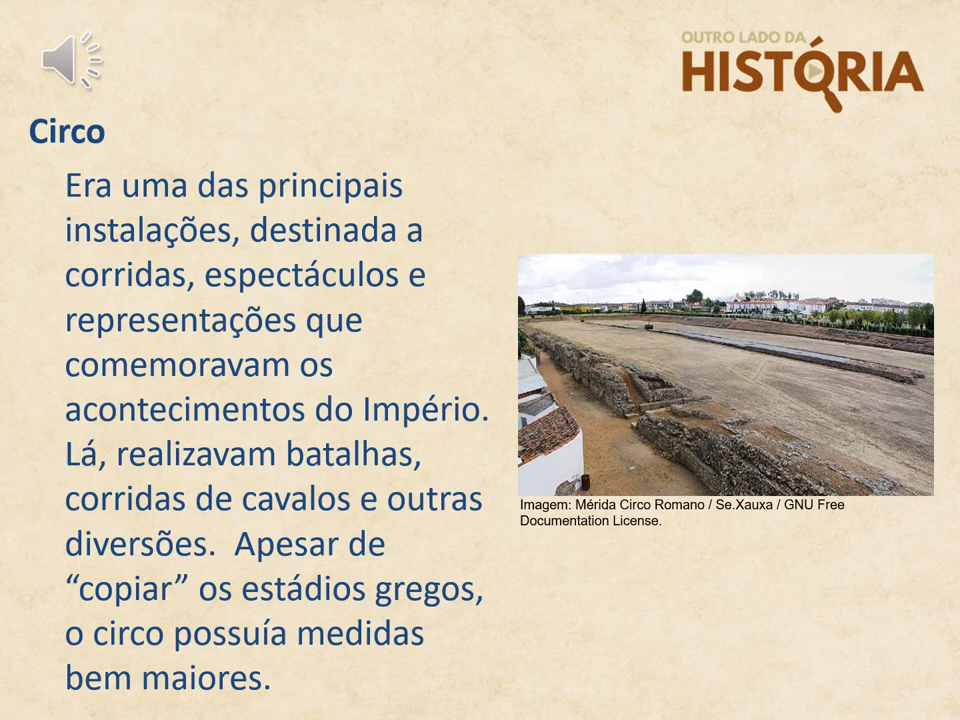 OUTRO LADO DA
HISTÓRIA
Circo
Era uma das principais
instalações, destinada a
corridas, espectáculos e
representações que
comemoravam os
acontecimentos do Império.
Lá, realizavam batalhas,
corridas de cavalos e outras
diversões.  Apesar de
“copiar” os estádios gregos,
o circo possuía medidas
bem maiores.
Imagem: Mérida Circo Romano / Se.Xauxa / GNU Free
Documentation License.